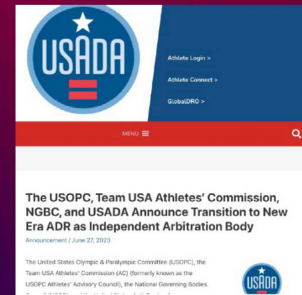 USADA
Athlete Login >
Athlete Connect >
GlobalDRO >
MENU
The USOPC, Team USA Athletes' Commission,
NGBC, and USADA Announce Transition to New
Era ADR as Independent Arbitration Body
Announcement / June 27, 2023
The United States Olympic & Paralympic Committee (USOPC), the
Team USA Athletes' Commission (AC) (formerly known as the
USOPC Athletes' Advisory Council), the National Governing Bodies
USADA